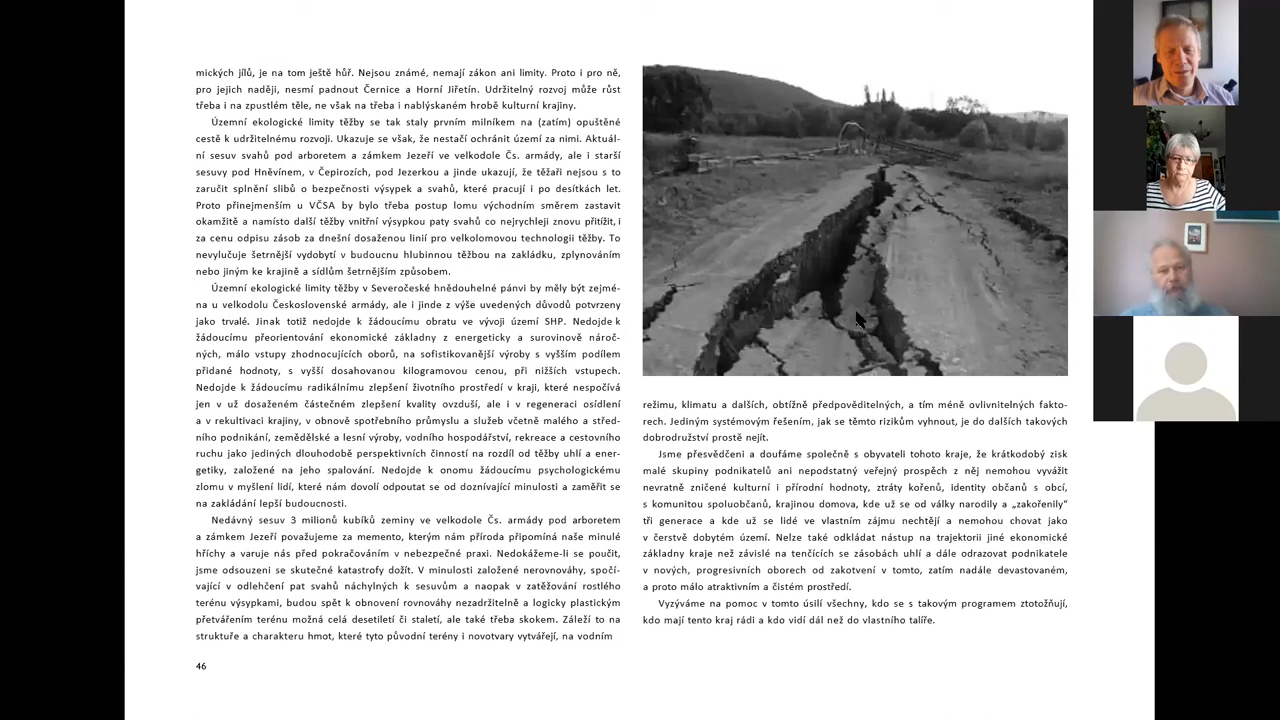 mických jílů, je na tom ještě hůř. Nejsou známé, nemají zákon ani limity. Proto i pro ně,
pro jejich naději, nesmí padnout Černice a Horní Jiřetín. Udržitelný rozvoj může růst
třeba i na zpustlém těle, ne však na třeba i nablýskaném hrobě kulturní krajiny.
Územní ekologické limity těžby se tak staly prvním milníkem na (zatím) opuštěné
cestě k udržitelnému rozvoji. Ukazuje se však, že nestačí ochránit území za nimi. Aktuál-
ní sesuv svahů pod arboretem a zámkem Jezeří ve velkodole Čs. armády, ale i starší
sesuvy pod Hněvínem, v Čepirozích, pod Jezerkou a jinde ukazují, že těžaři nejsou s to
zaručit splnění slibů o bezpečnosti výsypek a svahů, které pracují i po desítkách let.
Proto přinejmenším u VČSA by bylo třeba postup lomu východním směrem zastavit
okamžitě a namísto další těžby vnitřní výsypkou paty svahů co nejrychleji znovu přitížit, i
za cenu odpisu zásob za dnešní dosaženou linií pro velkolomovou technologii těžby. To
nevylučuje šetrnější vydobytí v budoucnu hlubinnou těžbou na zakládku, zplynováním
nebo jiným ke krajině a sídlům šetrnějším způsobem.
Územní ekologické limity těžby v Severočeské hnědouhelné pánvi by měly být zejmé-
na u velkodolu Československé armády, ale i jinde z výše uvedených důvodů potvrzeny
jako trvalé. Jinak totiž nedojde k žádoucímu obratu ve vývoji území SHP. Nedojde k
žádoucímu přeorientování ekonomické základny z energeticky a surovinově nároč-
ných, málo vstupy zhodnocujících oborů, na sofistikovanější výroby s vyšším podílem
přidané hodnoty, s vyšší dosahovanou kilogramovou cenou, při nižších vstupech.
Nedojde k žádoucímu radikálnímu zlepšení životního prostředí v kraji, které nespočívá
jen v už dosaženém částečném zlepšení kvality ovzduší, ale i v regeneraci osídlení
a v rekultivaci krajiny, v obnově spotřebního průmyslu a služeb včetně malého a střed-
ního podnikání, zemědělské a lesní výroby, vodního hospodářství, rekreace a cestovního
ruchu jako jediných dlouhodobě perspektivních činností na rozdíl od těžby uhlí a ener-
getiky, založené na jeho spalování. Nedojde k onomu žádoucímu psychologickému
zlomu v myšlení lidí, které nám dovolí odpoutat se od doznívající minulosti a zaměřit se
na zakládání lepší budoucnosti.
Nedávný sesuv 3 milionů kubíků zeminy ve velkodole Čs. armády pod arboretem
a zámkem Jezeří považujeme za memento, kterým nám příroda připomíná naše minulé
hříchy a varuje nás před pokračováním v nebezpečné praxi. Nedokážeme-li se poučit,
jsme odsouzeni se skutečné katastrofy dožít. V minulosti založené nerovnováhy, spočí-
vající v odlehčení pat svahů náchylných k sesuvům a naopak v zatěžování rostlého
terénu výsypkami, budou spět k obnovení rovnováhy nezadržitelně a logicky plastickým
přetvářením terénu možná celá desetiletí či staletí, ale také třeba skokem. Záleží to na
struktuře a charakteru hmot, které tyto původní terény i novotvary vytvářejí, na vodním
46
režimu, klimatu a dalších, obtížně předpověditelných, a tím méně ovlivnitelných fakto-
rech. Jediným systémovým řešením, jak se těmto rizikům vyhnout, je do dalších takových
dobrodružství prostě nejít.
Jsme přesvědčeni a doufáme společně s obyvateli tohoto kraje, že krátkodobý zisk
malé skupiny podnikatelů ani nepodstatný veřejný prospěch z něj nemohou vyvážit
nevratně zničené kulturní i přírodní hodnoty, ztráty kořenů, identity občanů s obcí,
s komunitou spoluobčanů, krajinou domova, kde už se od války narodily a „zakořenily“
tři generace a kde už se lidé ve vlastním zájmu nechtějí a nemohou chovat jako
v čerstvě dobytém území. Nelze také odkládat nástup na trajektorii jiné ekonomické
základny kraje než závislé na tenčících se zásobách uhlí a dále odrazovat podnikatele
v nových, progresivních oborech od zakotvení v tomto, zatím nadále devastovaném,
a proto málo atraktivním a čistém prostředí.
Vyzýváme na pomoc v tomto úsilí všechny, kdo se s takovým programem ztotožňují,
kdo mají tento kraj rádi a kdo vidí dál než do vlastního talíře.